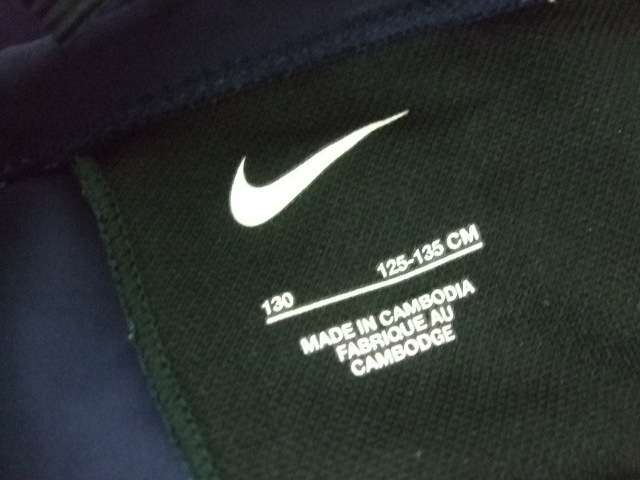 130 125-135 CM
MADE IN CAMBODIA
FABRIQUE AU
CAMBODGE